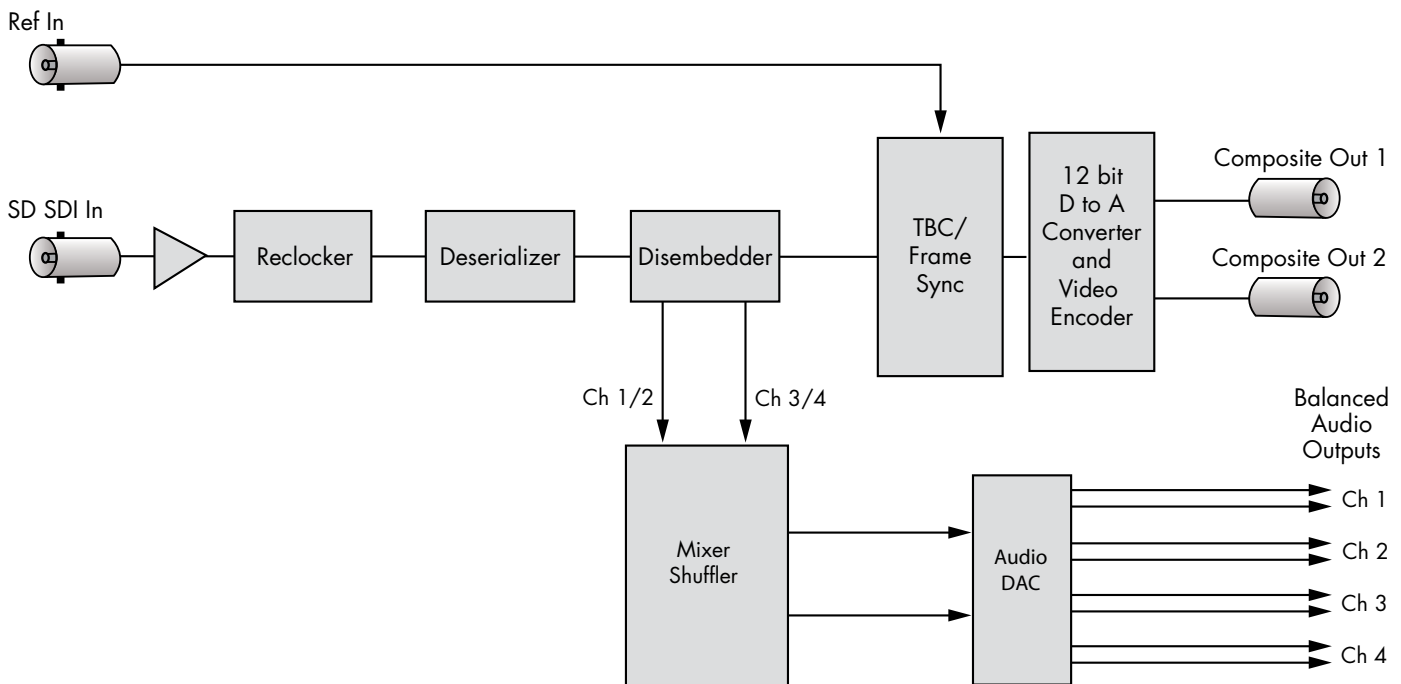 Ref In
SD SDI In
Reclocker
Deserializer
Disembedder
TBC/
Frame
Sync
12 bit
D to A
Converter
and
Video
Encoder
Composite Out 1
Composite Out 2
Ch 1/2
Ch 3/4
Mixer
Shuffler
Audio
DAC
Balanced
Audio
Outputs
Ch 1
Ch 2
Ch 3
Ch 4